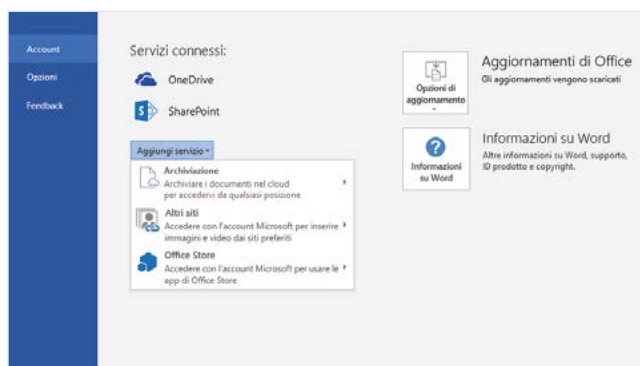 Account
Opzioni
Feedback
Servizi connessi:
OneDrive
SharePoint
Aggiungi servizio
Archiviazione
Archiviare i documenti nel cloud
per accedervi da qualsiasi posizione
Altri siti
Accedere con l'account Microsoft per inserire
immagini e video dai siti preferiti
Office Store
Accedere con l'account Microsoft per usare le
app di Office Store
Opzioni di
aggiornamento
Aggiornamenti di Office
Gli aggiornamenti vengono scaricati
Informazioni
su Word
Informazioni su Word
Altre informazioni su Word, supporto,
ID prodotto e copyright.